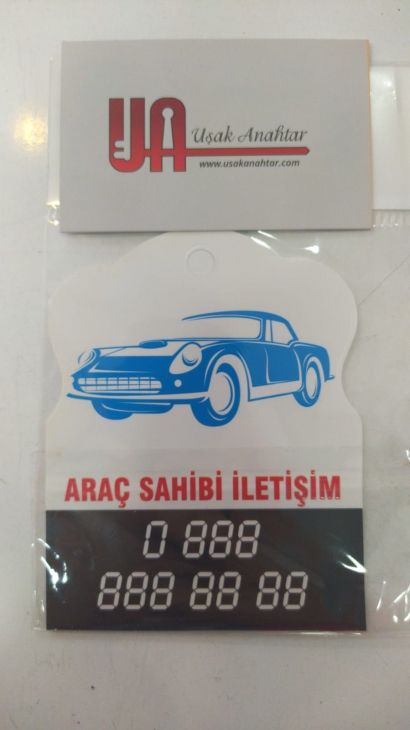 UA
Uşak Anahtar
www.usakanahtar.com
ARAÇ SAHİBİ İLETİŞİM
0 888
888 88 88